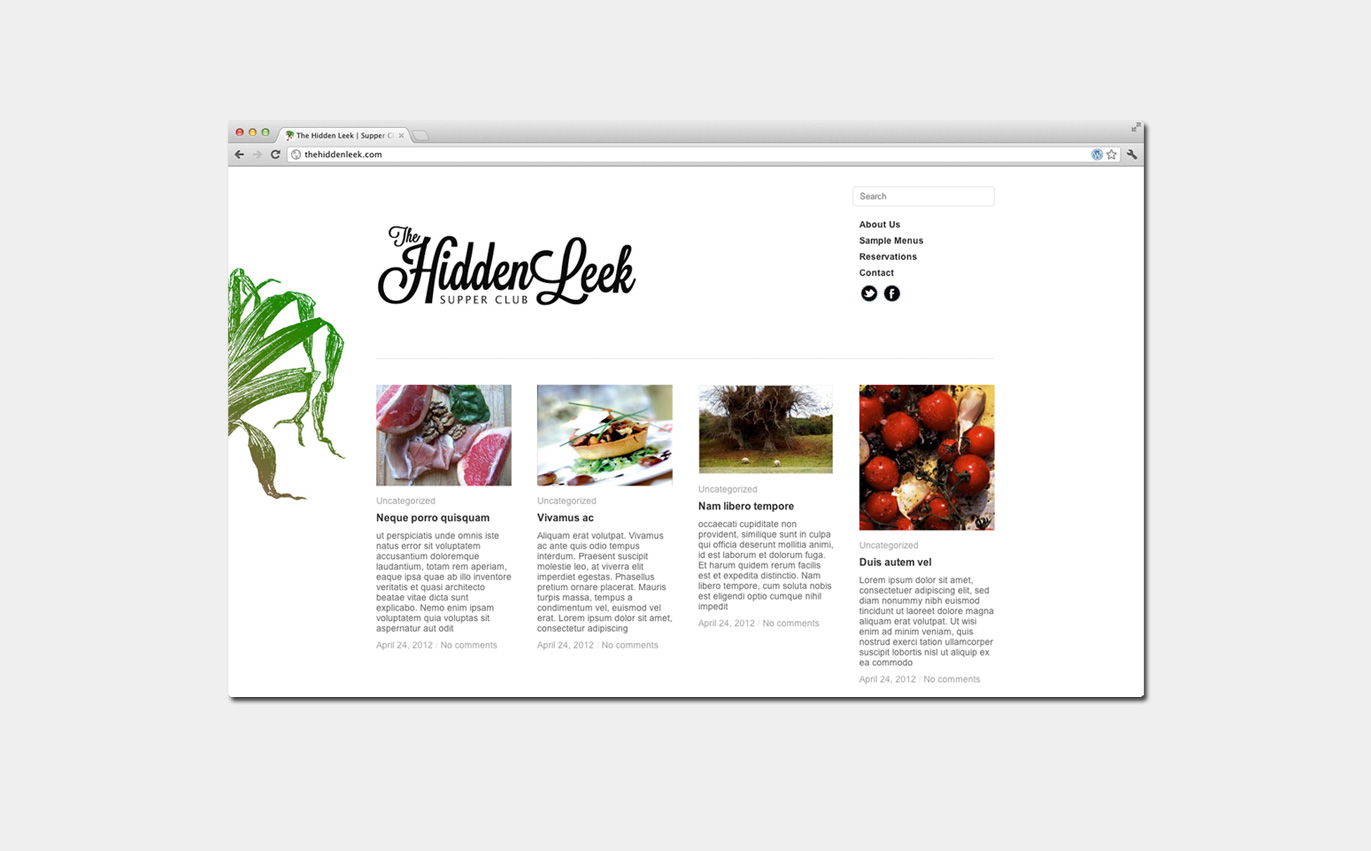 The Hidden Leek | Supper Cl
thehiddenleek.com
Search
About Us
Sample Menus
Reservations
Contact
The
Hidden Leek
SUPPER CLUB
Uncategorized
Neque porro quisquam
ut perspiciatis unde omnis iste
natus error sit voluptatem
accusantium doloremque
laudantium, totam rem aperiam,
eaque ipsa quae ab illo inventore
veritatis et quasi architecto
beatae vitae dicta sunt
explicabo. Nemo enim ipsam
voluptatem quia voluptas sit
aspernatur aut odit
April 24, 2012 / No comments
Uncategorized
Vivamus ac
Aliquam erat volutpat. Vivamus
ac ante quis odio tempus
interdum. Praesent suscipit
molestie leo, at viverra elit
imperdiet egestas. Phasellus
pretium ornare placerat. Mauris
turpis massa, tempus a
condimentum vel, euismod vel
erat. Lorem ipsum dolor sit amet,
consectetur adipiscing
April 24, 2012 / No comments
Uncategorized
Nam libero tempore
occaecati cupiditate non
provident, similique sunt in culpa
qui officia deserunt mollitia animi,
id est laborum et dolorum fuga.
Et harum quidem rerum facilis
est et expedita distinctio. Nam
libero tempore, cum soluta nobis
est eligendi optio cumque nihil
impedit
April 24, 2012 / No comments
Uncategorized
Duis autem vel
Lorem ipsum dolor sit amet,
consectetuer adipiscing elit, sed
diam nonummy nibh euismod
tincidunt ut laoreet dolore magna
aliquam erat volutpat. Ut wisi
enim ad minim veniam, quis
nostrud exerci tation ullamcorper
suscipit lobortis nisl ut aliquip ex
ea commodo
April 24, 2012 / No comments